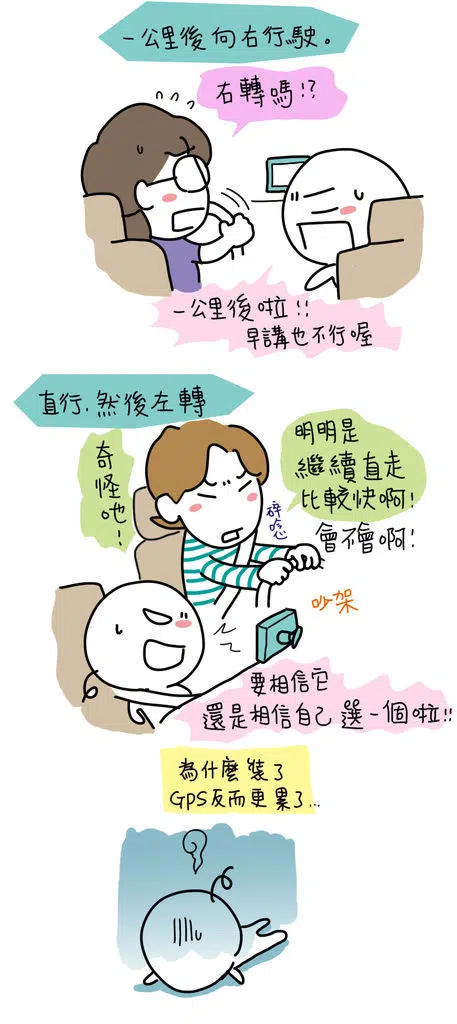 一公里後向右行駛。
右轉嗎!?
一公里後啦!!
早講也不行喔
直行.然後左轉
奇怪吔!
明明是
繼續直走
比較快啊!
會不會啊!
碎唸
吵架
要相信它
還是相信自己 選一個啦!!
為什麼裝了
GPS反而更累了...